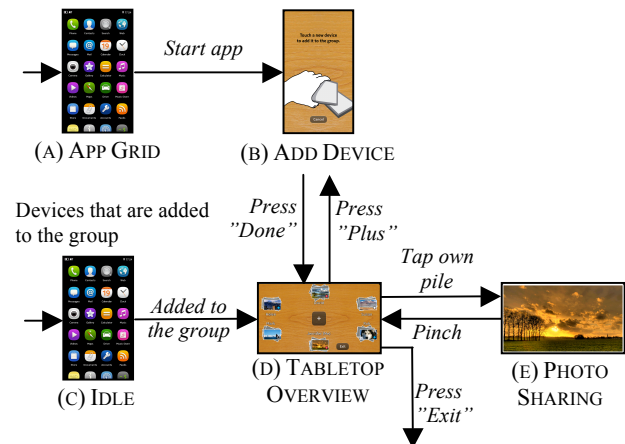 Start app
Touch a new device
to add it to the group.
Cancel
(A) APP GRID
(B) ADD DEVICE
Devices that are added
to the group
Press
"Done"
Press
"Plus"
Tap own
pile
Added to
the group
Pinch
Exit
(C) IDLE
(D) TABLETOP
OVERVIEW
(E) PHOTO
SHARING
Press
"Exit"